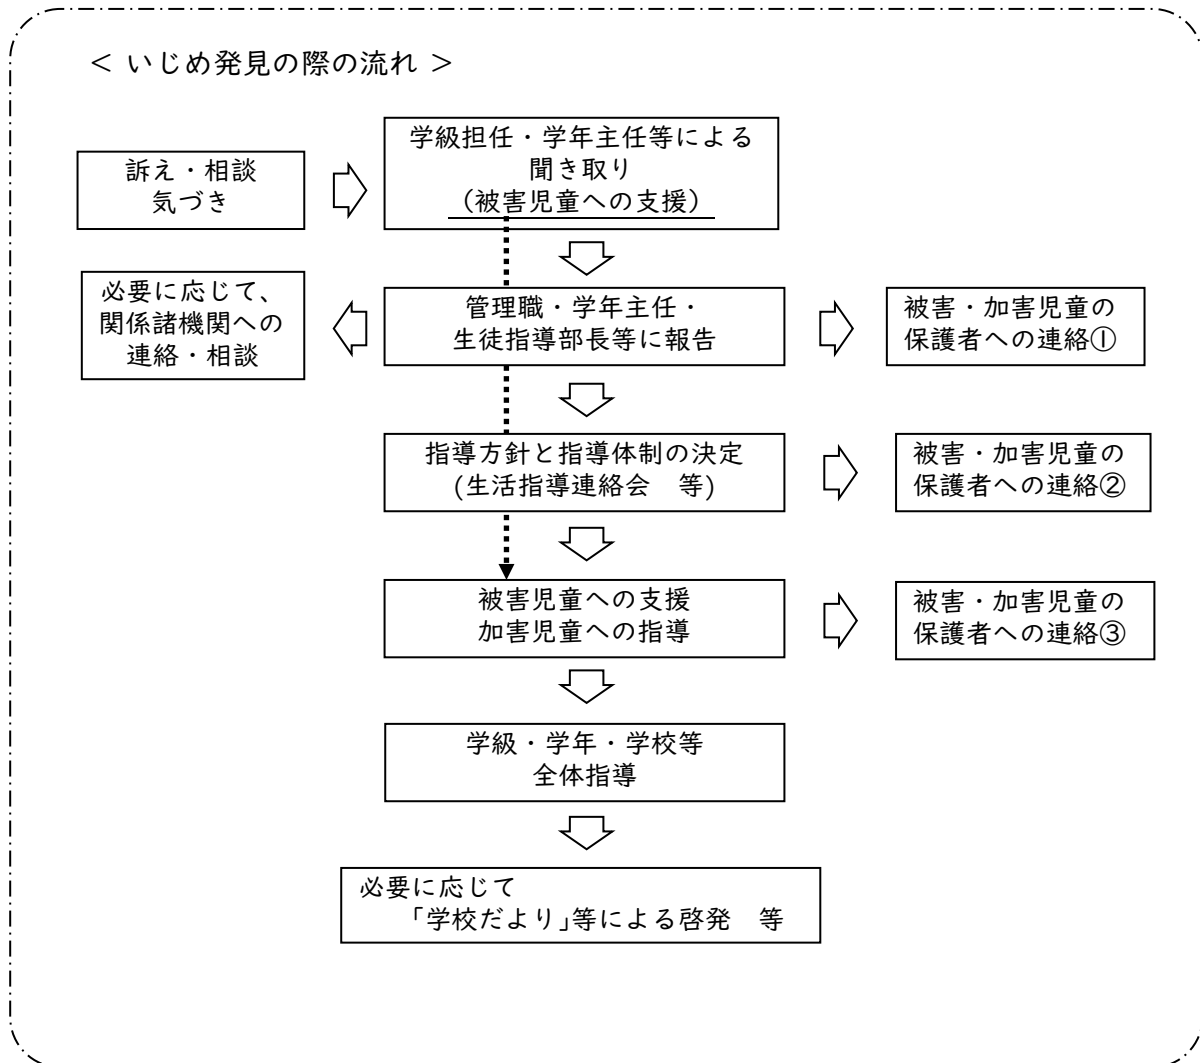 < いじめ発見の際の流れ >
訴え・相談
気づき
学級担任・学年主任等による
聞き取り
(被害児童への支援)
必要に応じて、
関係諸機関への
連絡・相談
管理職・学年主任・
生徒指導部長等に報告
被害・加害児童の
保護者への連絡①
指導方針と指導体制の決定
(生活指導連絡会　等)
被害・加害児童の
保護者への連絡②
被害児童への支援
加害児童への指導
被害・加害児童の
保護者への連絡③
学級・学年・学校等
全体指導
必要に応じて
「学校だより」等による啓発　等